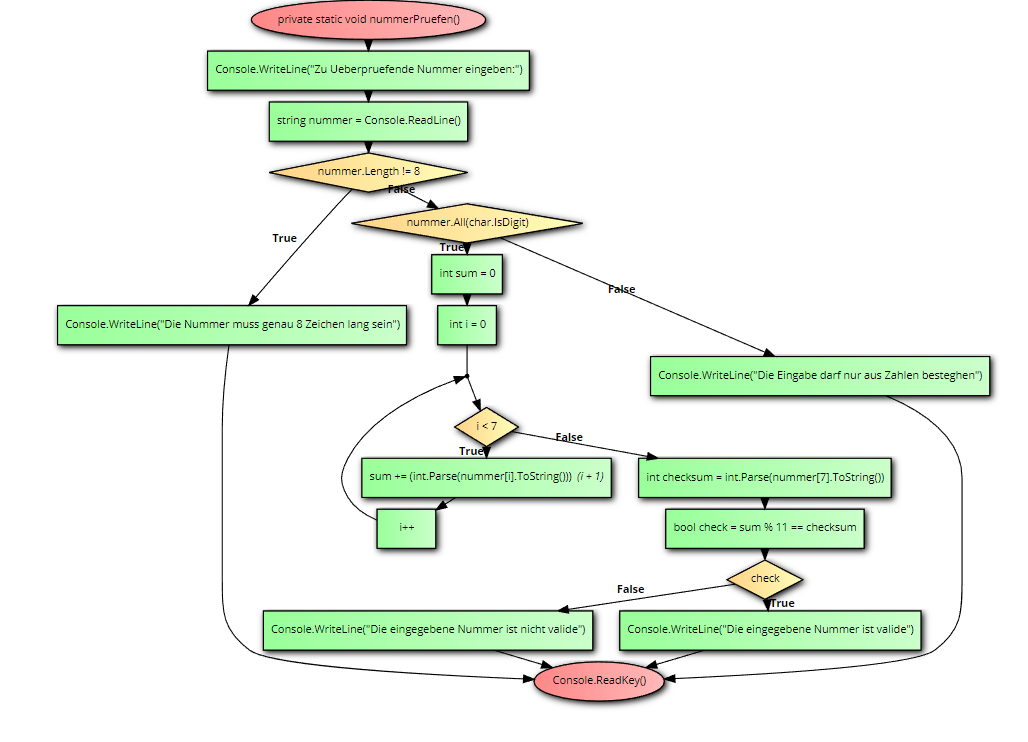 private static void nummerPruefen()
Console.WriteLine("Zu Ueberpruefende Nummer eingeben:")
string nummer = Console.ReadLine()
nummer.Length != 8
False
nummer.All(char.IsDigit)
True
True
int sum = 0
False
Console.WriteLine("Die Nummer muss genau 8 Zeichen lang sein")
int i = 0
Console.WriteLine("Die Eingabe darf nur aus Zahlen besteghen")
i < 7
False
True
sum += (int.Parse(nummer[i].ToString())) (i + 1)
int checksum = int.Parse(nummer[7].ToString())
i++
bool check = sum % 11 == checksum
check
False
True
Console.WriteLine("Die eingegebene Nummer ist nicht valide")
Console.WriteLine("Die eingegebene Nummer ist valide")
Console.ReadKey()